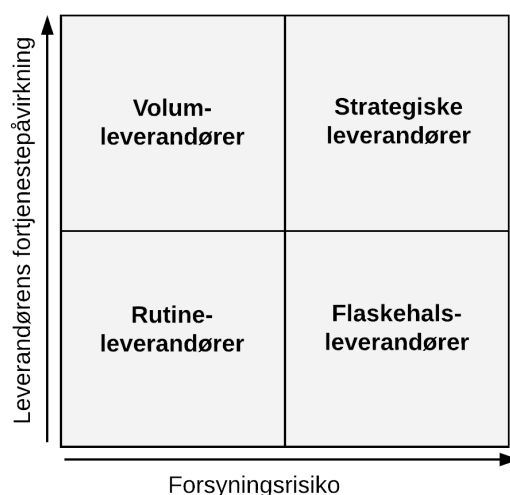 Leverandørens fortjenestepåvirkning
Volum-
leverandører
Strategiske
leverandører
Rutine-
leverandører
Flaskehals-
leverandører
Forsyningsrisiko